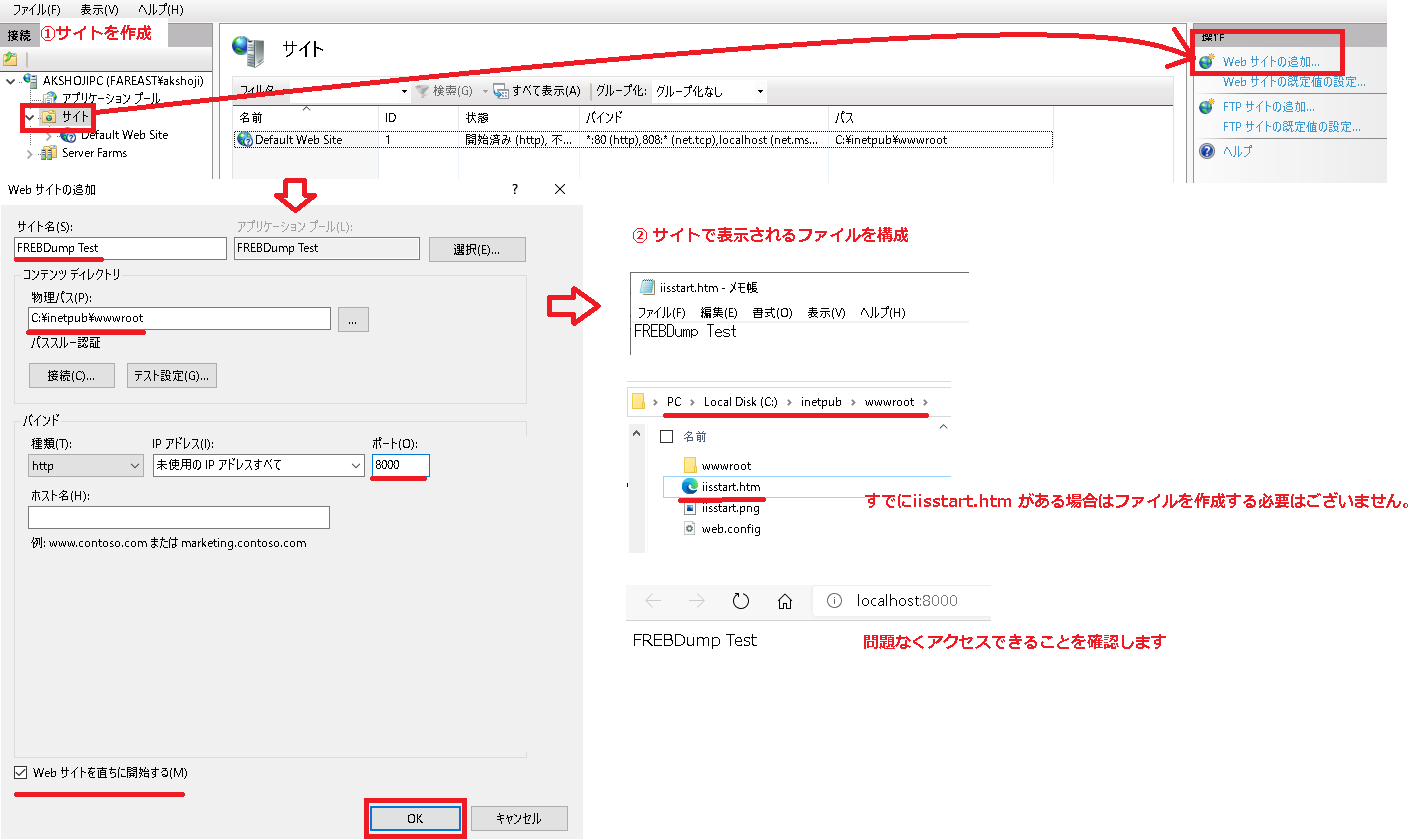 ファイル(F) 表示(V) ヘルプ(H)
接続
①サイトを作成
AKSHOJIPC (FAREAST¥akshoji)
アプリケーション プール
サイト
Default Web Site
Server Farms
サイト
フィルター
検索(G)
すべて表示(A)
グループ化:
グループ化なし
名前 ID 状態 バインド パス
Default Web Site 1 開始済み (http), 不... *:80 (http),808:* (net.tcp),localhost (net.ms... C:¥inetpub¥wwwroot
操作
Web サイトの追加...
Web サイトの既定値の設定...
FTP サイトの追加...
FTP サイトの既定値の設定...
ヘルプ
Web サイトの追加
?
サイト名(S): アプリケーション プール(L):
FREBDump Test FREBDump Test 選択(E)...
コンテンツ ディレクトリ
物理パス(P):
C:¥inetpub¥wwwroot ...
パススルー認証
接続(C)... テスト設定(G)...
バインド
種類(T): IP アドレス(I): ポート(O):
http 未使用の IP アドレスすべて 8000
ホスト名(H):
例: www.contoso.com または marketing.contoso.com
Web サイトを直ちに開始する(M)
OK キャンセル
② サイトで表示されるファイルを構成
iisstart.htm - メモ帳
ファイル(F) 編集(E) 書式(O) 表示(V) ヘルプ(H)
FREBDump Test
> PC > Local Disk (C:) > inetpub > wwwroot >
名前
wwwroot
iisstart.htm
iisstart.png
web.config
すでにiisstart.htm がある場合はファイルを作成する必要はございません。
localhost:8000
FREBDump Test
問題なくアクセスできることを確認します